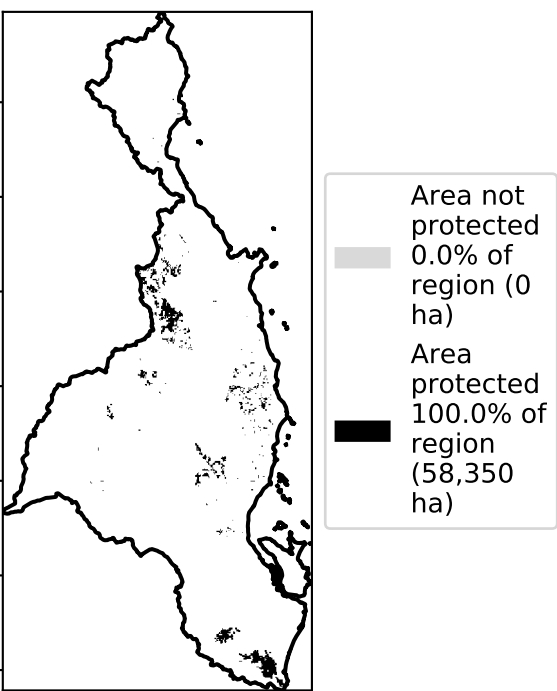 Area not
protected
0.0% of
region (0
ha)
Area
protected
100.0% of
region
(58,350
ha)